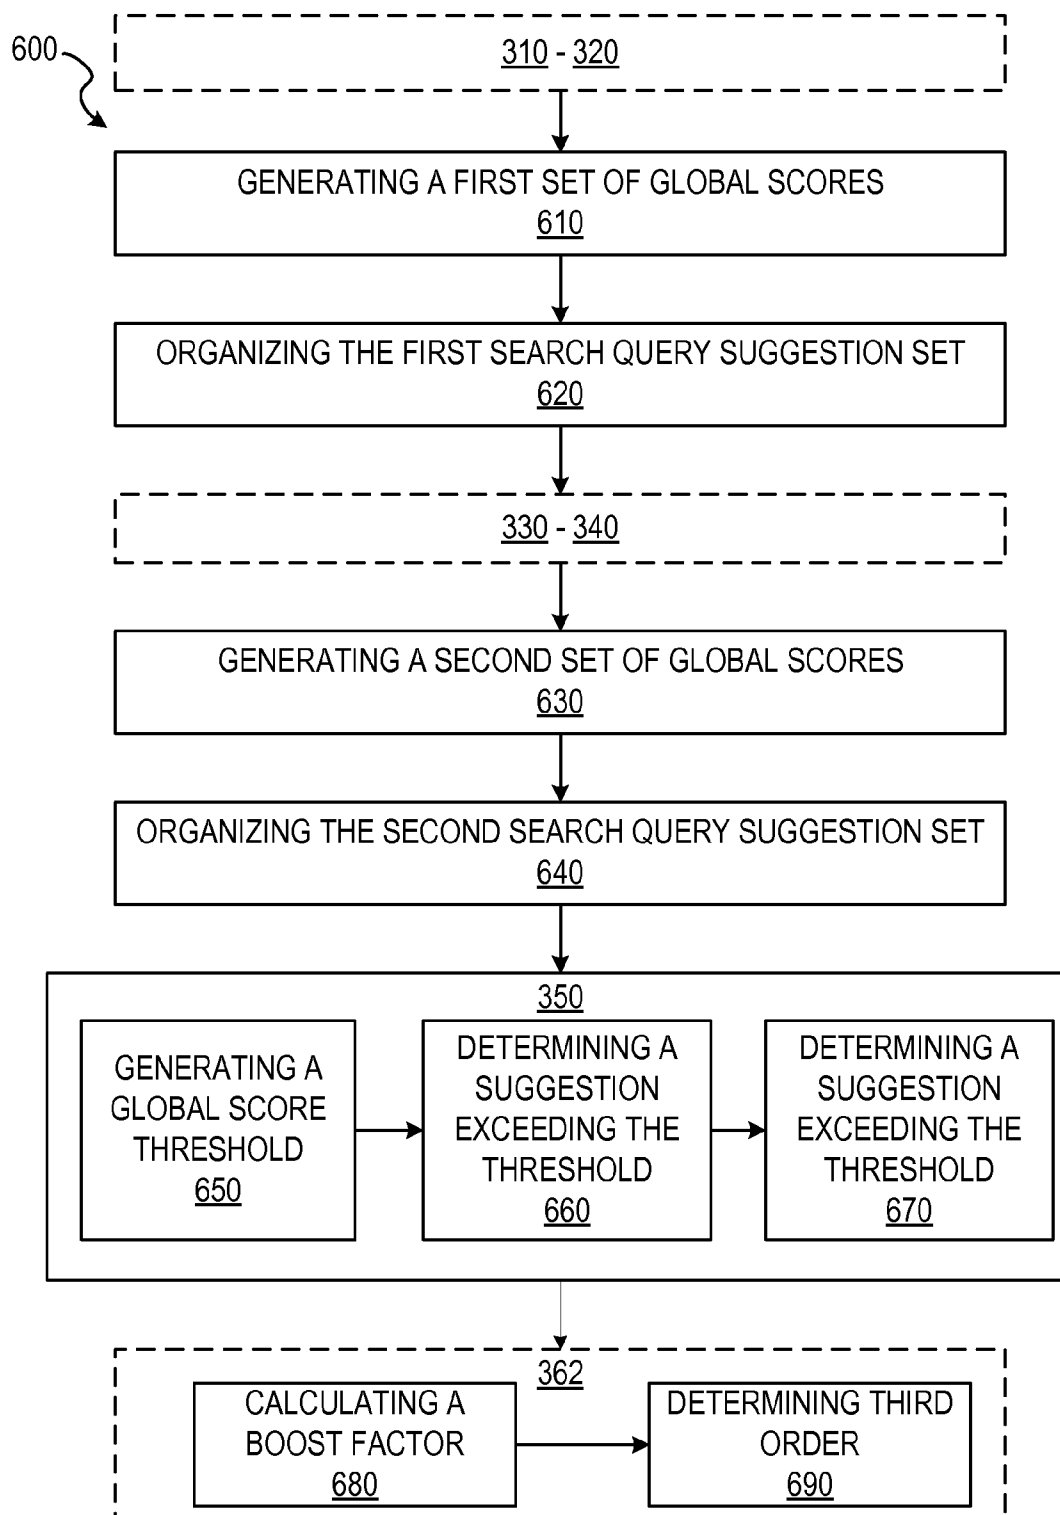 600
310 - 320
GENERATING A FIRST SET OF GLOBAL SCORES
610
ORGANIZING THE FIRST SEARCH QUERY SUGGESTION SET
620
330 - 340
GENERATING A SECOND SET OF GLOBAL SCORES
630
ORGANIZING THE SECOND SEARCH QUERY SUGGESTION SET
640
350
GENERATING A
GLOBAL SCORE
THRESHOLD
650
DETERMINING A
SUGGESTION
EXCEEDING THE
THRESHOLD
660
DETERMINING A
SUGGESTION
EXCEEDING THE
THRESHOLD
670
362
CALCULATING A
BOOST FACTOR
680
DETERMINING THIRD
ORDER
690